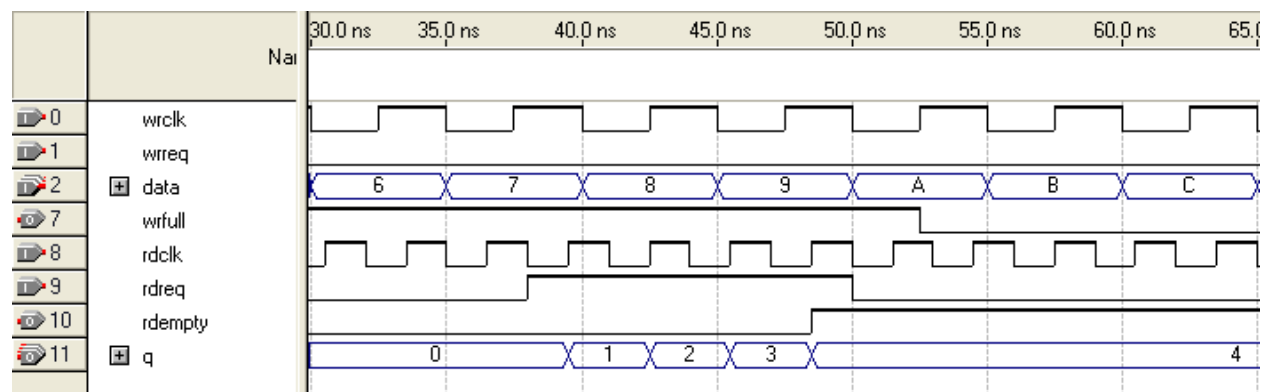 30.0 ns 35.0 ns 40.0 ns 45.0 ns 50.0 ns 55.0 ns 60.0 ns 65.0
Nai
0 wrclk
1 wrreq
2 data 6 7 8 9 A B C
7 wrfull
8 rdclk
9 rdreq
10 rdempty
11 q 0 1 2 3 4